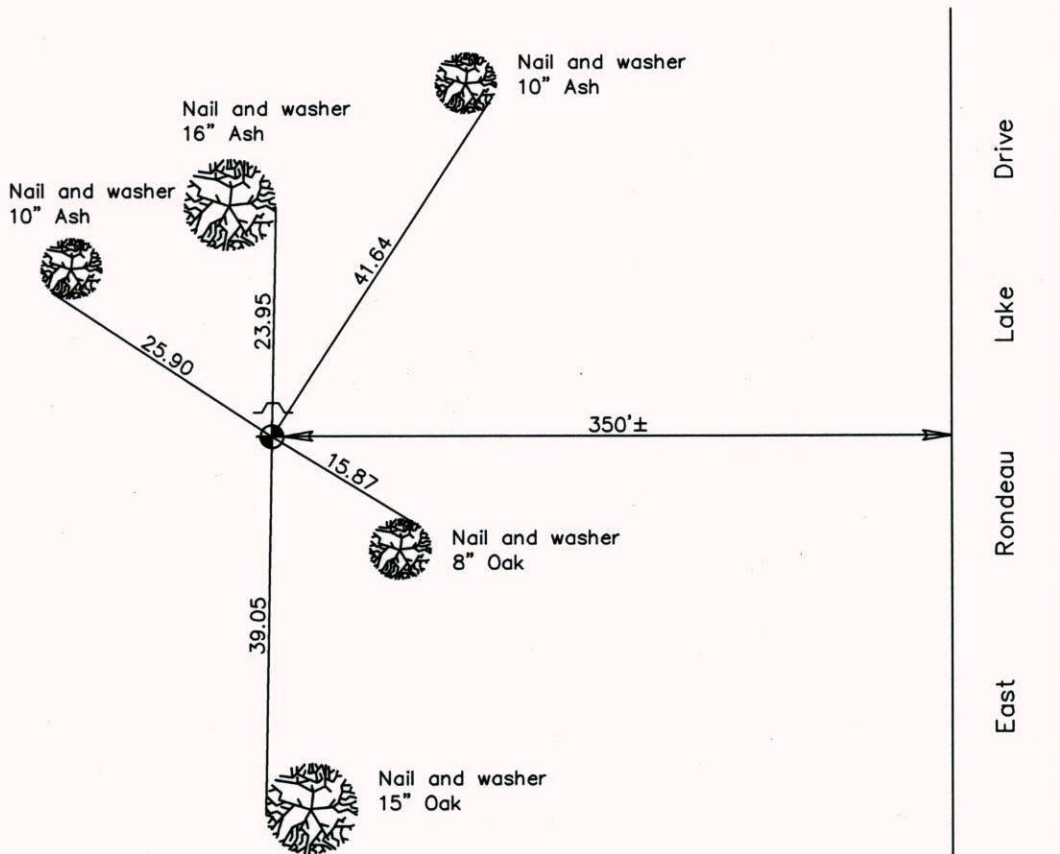 Nail and washer
10" Ash
Nail and washer
16" Ash
Nail and washer
10" Ash
41.64
23.95
25.90
350'±
15.87
Nail and washer
8" Oak
39.05
Nail and washer
15" Oak
East Rondeau Lake Drive